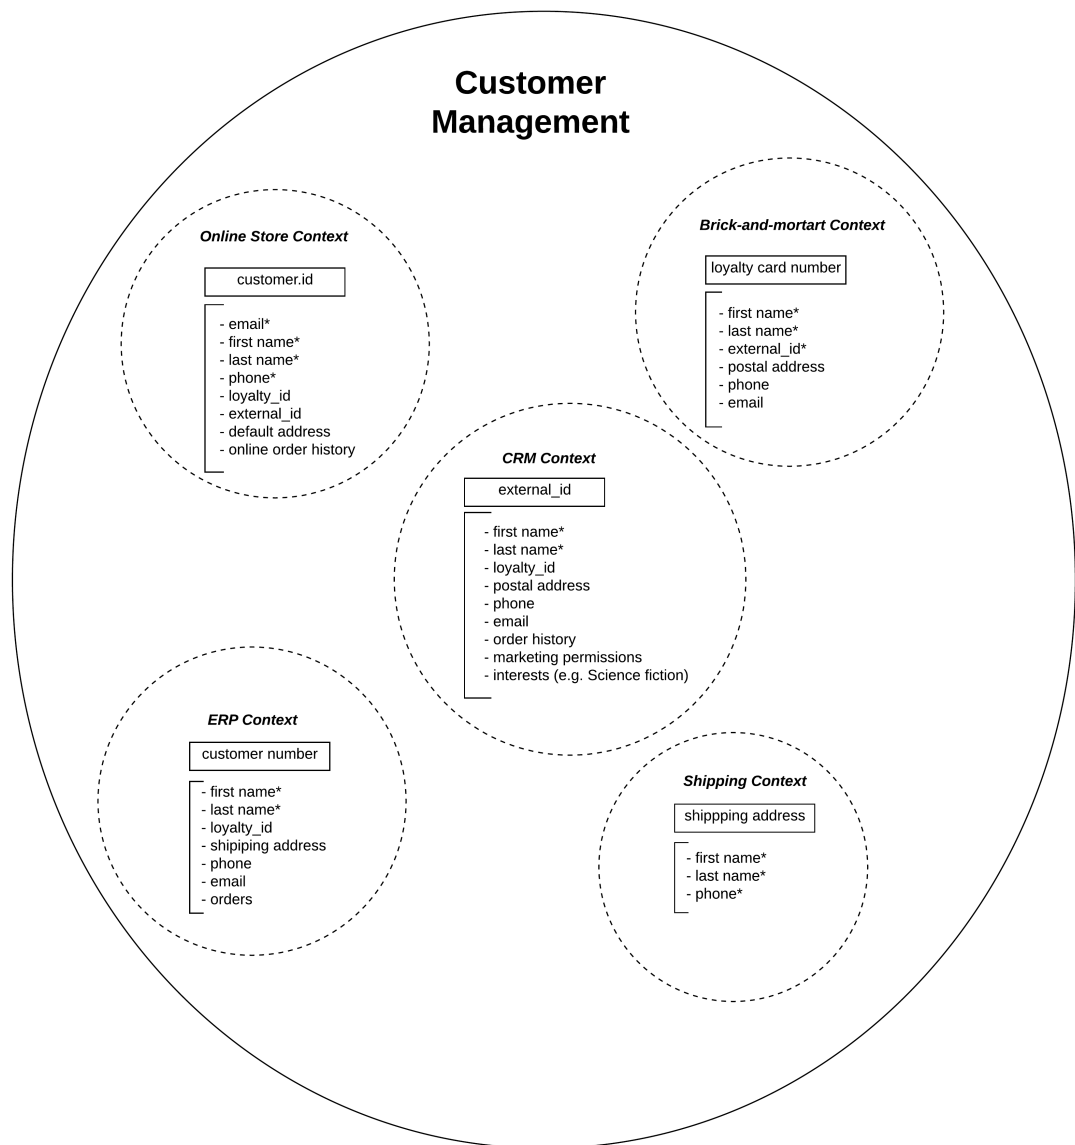 Customer
Management
Online Store Context
customer.id
- email*
- first name*
- last name*
- phone*
- loyalty_id
- external_id
- default address
- online order history
Brick-and-mortart Context
loyalty card number
- first name*
- last name*
- external_id*
- postal address
- phone
- email
CRM Context
external_id
- first name*
- last name*
- loyalty_id
- postal address
- phone
- email
- order history
- marketing permissions
- interests (e.g. Science fiction)
ERP Context
customer number
- first name*
- last name*
- loyalty_id
- shipiping address
- phone
- email
- orders
Shipping Context
shippping address
- first name*
- last name*
- phone*